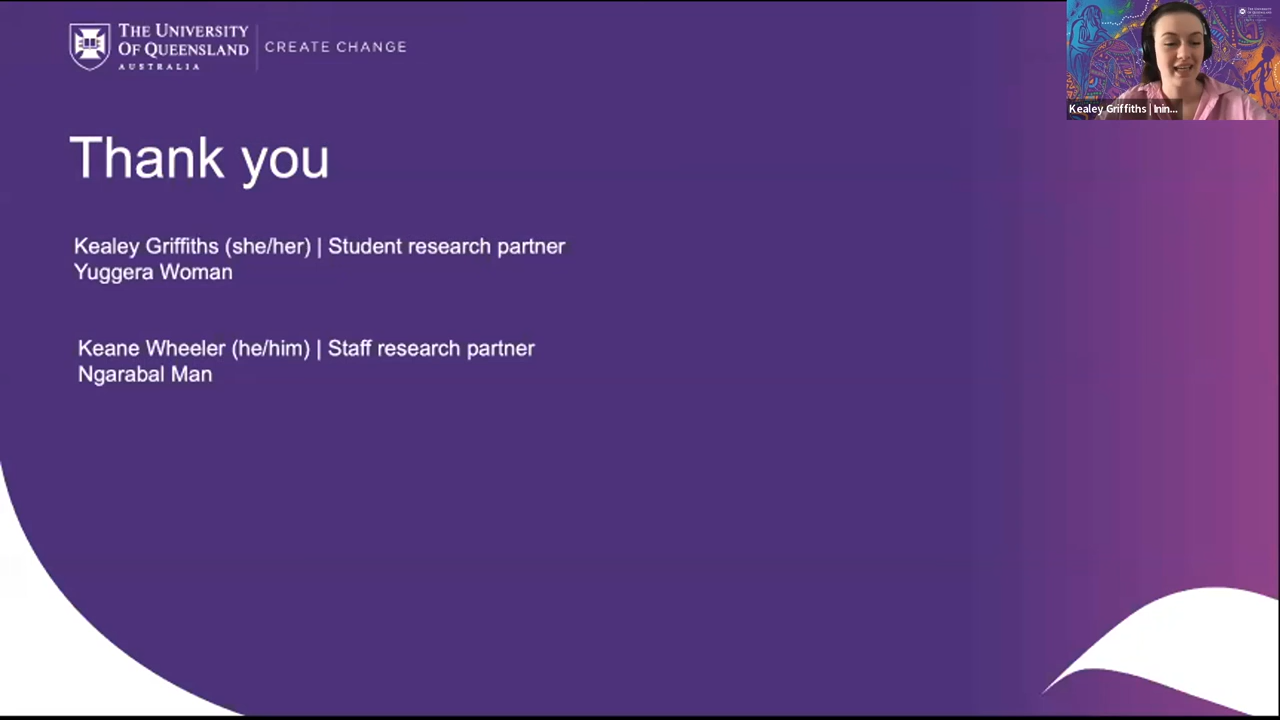 THE UNIVERSITY
OF QUEENSLAND
AUSTRALIA
CREATE CHANGE
Kealey Griffiths | Inin...
Thank you
Kealey Griffiths (she/her) | Student research partner
Yuggera Woman
Keane Wheeler (he/him) | Staff research partner
Ngarabal Man